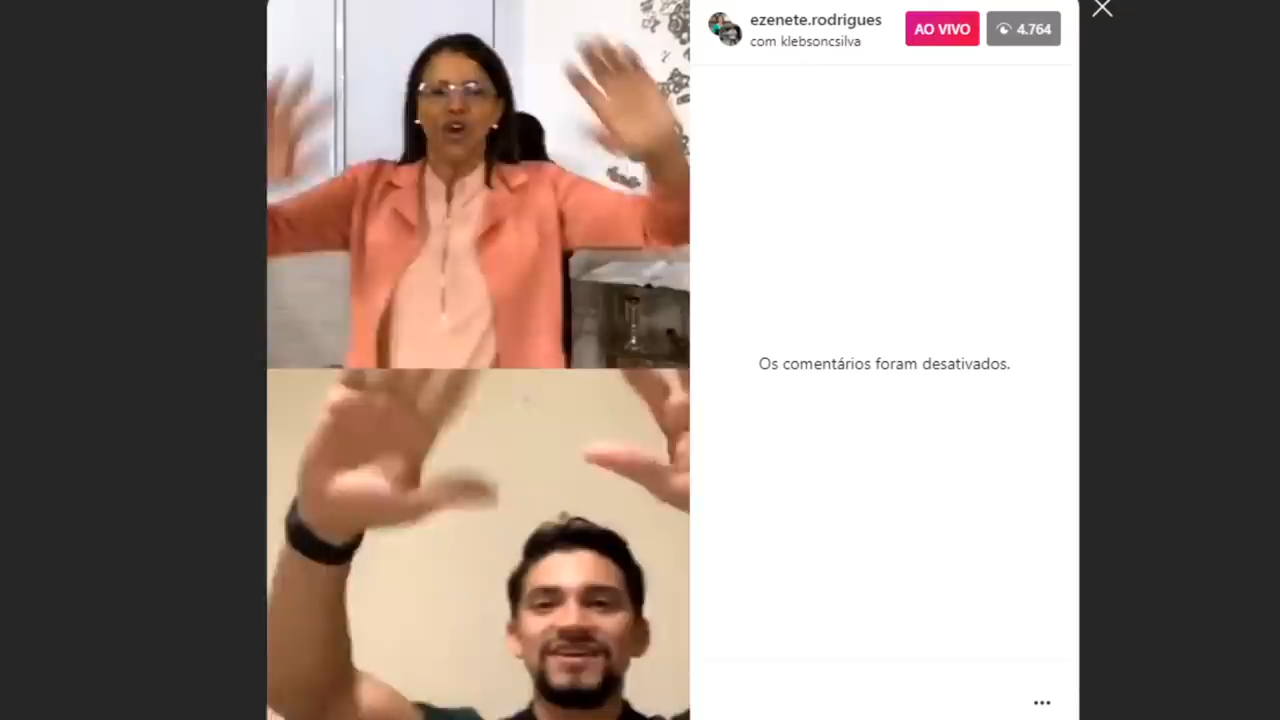 ezenete.rodrigues
com klebsoncsilva
AO VIVO
4.764
Os comentários foram desativados.